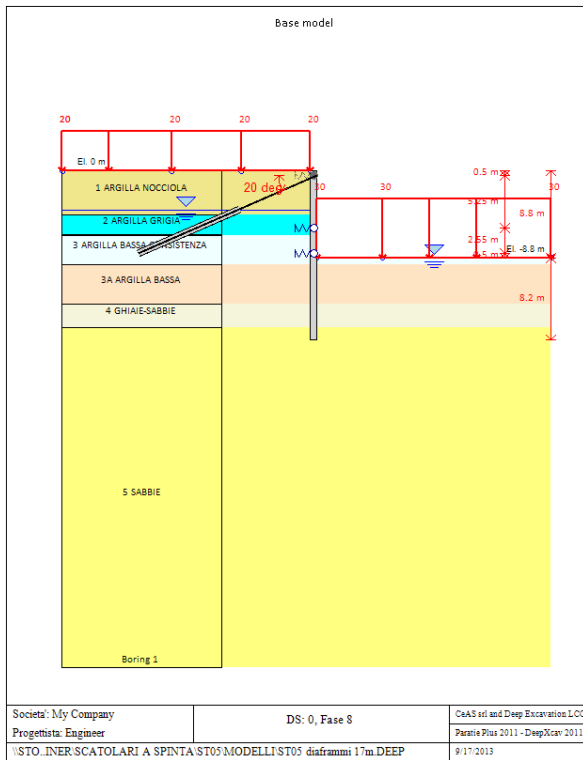 Base model
20 20 20 20 20
El. 0 m
0.5 m
1 ARGILLA NOCCIOLA
20 deg
30 30 30
8.8 m
2 ARGILLA GRIGIA
3 ARGILLA BASSA CONSISTENZA
2.55 m
El. -8.8 m
3A ARGILLA BASSA
8.2 m
4 GHIAIE-SABBIE
5 SABBIE
Boring 1
Societa': My Company
Progettista: Engineer
DS: 0, Fase 8
CeAS srl and Deep Excavation LCC
Paratie Plus 2011 - DeepXcav 2011
\\STO..INER\SCATOLARI A SPINTA\ST05\MODELLI\ST05 diaframmi 17m.DEEP
9/17/2013